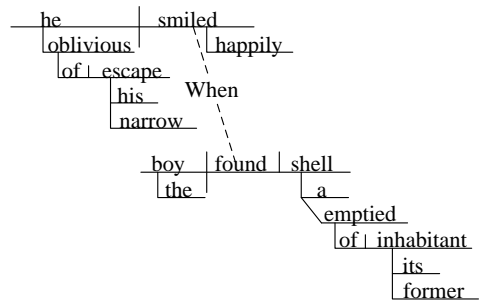 he smiled
oblivious happily
of escape
his
When
narrow
boy found shell
the a
emptied
of inhabitant
its
former